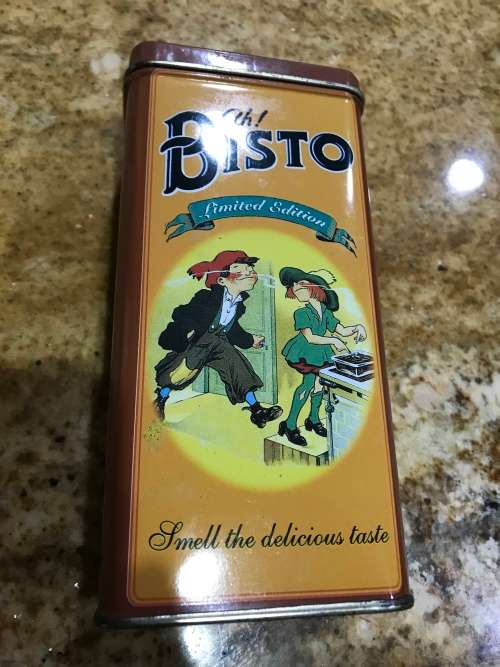 Ah!
BISTO
Limited Edition
Smell the delicious taste